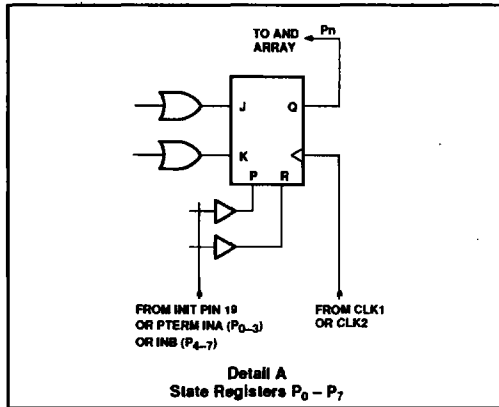 TO AND
ARRAY
Pn
J
Q
K
P R
FROM INIT PIN 19
OR PTERM INA (P0–3)
OR INB (P4–7)
FROM CLK1
OR CLK2
Detail A
State Registers P0 – P7